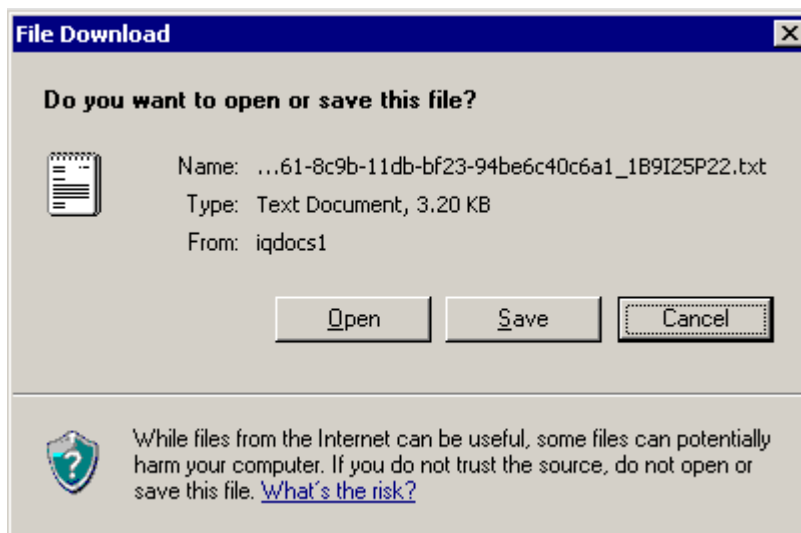 File Download
Do you want to open or save this file?
Name: ...61-8c9b-11db-bf23-94be6c40c6a1_1B9I25P22.txt
Type: Text Document, 3.20 KB
From: iqdocs1
Open Save Cancel
While files from the Internet can be useful, some files can potentially
harm your computer. If you do not trust the source, do not open or
save this file. What's the risk?